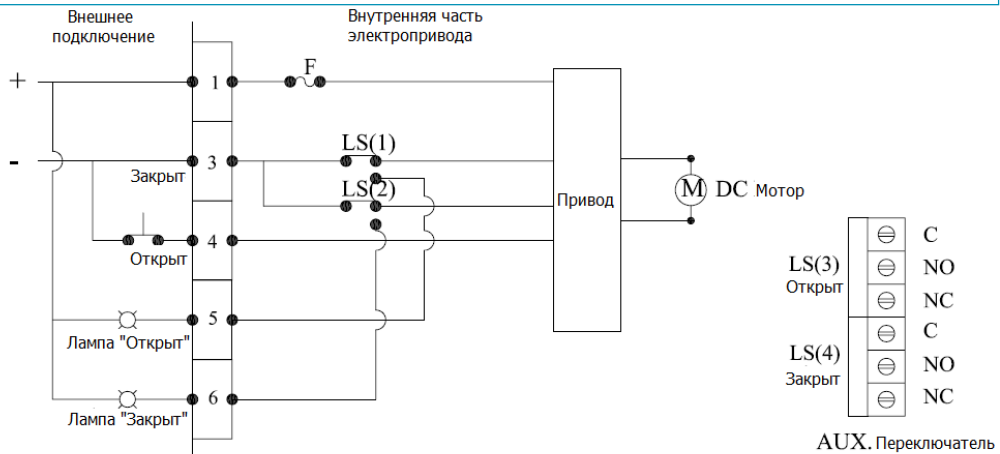 Внешнее
подключение
Внутренняя часть
электропривода
+
1
F
-
3
LS(1)
Закрыт
LS(2)
Привод
M
DC Мотор
4
Открыт
5
Лампа "Открыт"
6
Лампа "Закрыт"
LS(3)
Открыт
C
NO
NC
LS(4)
Закрыт
C
NO
NC
AUX. Переключатель